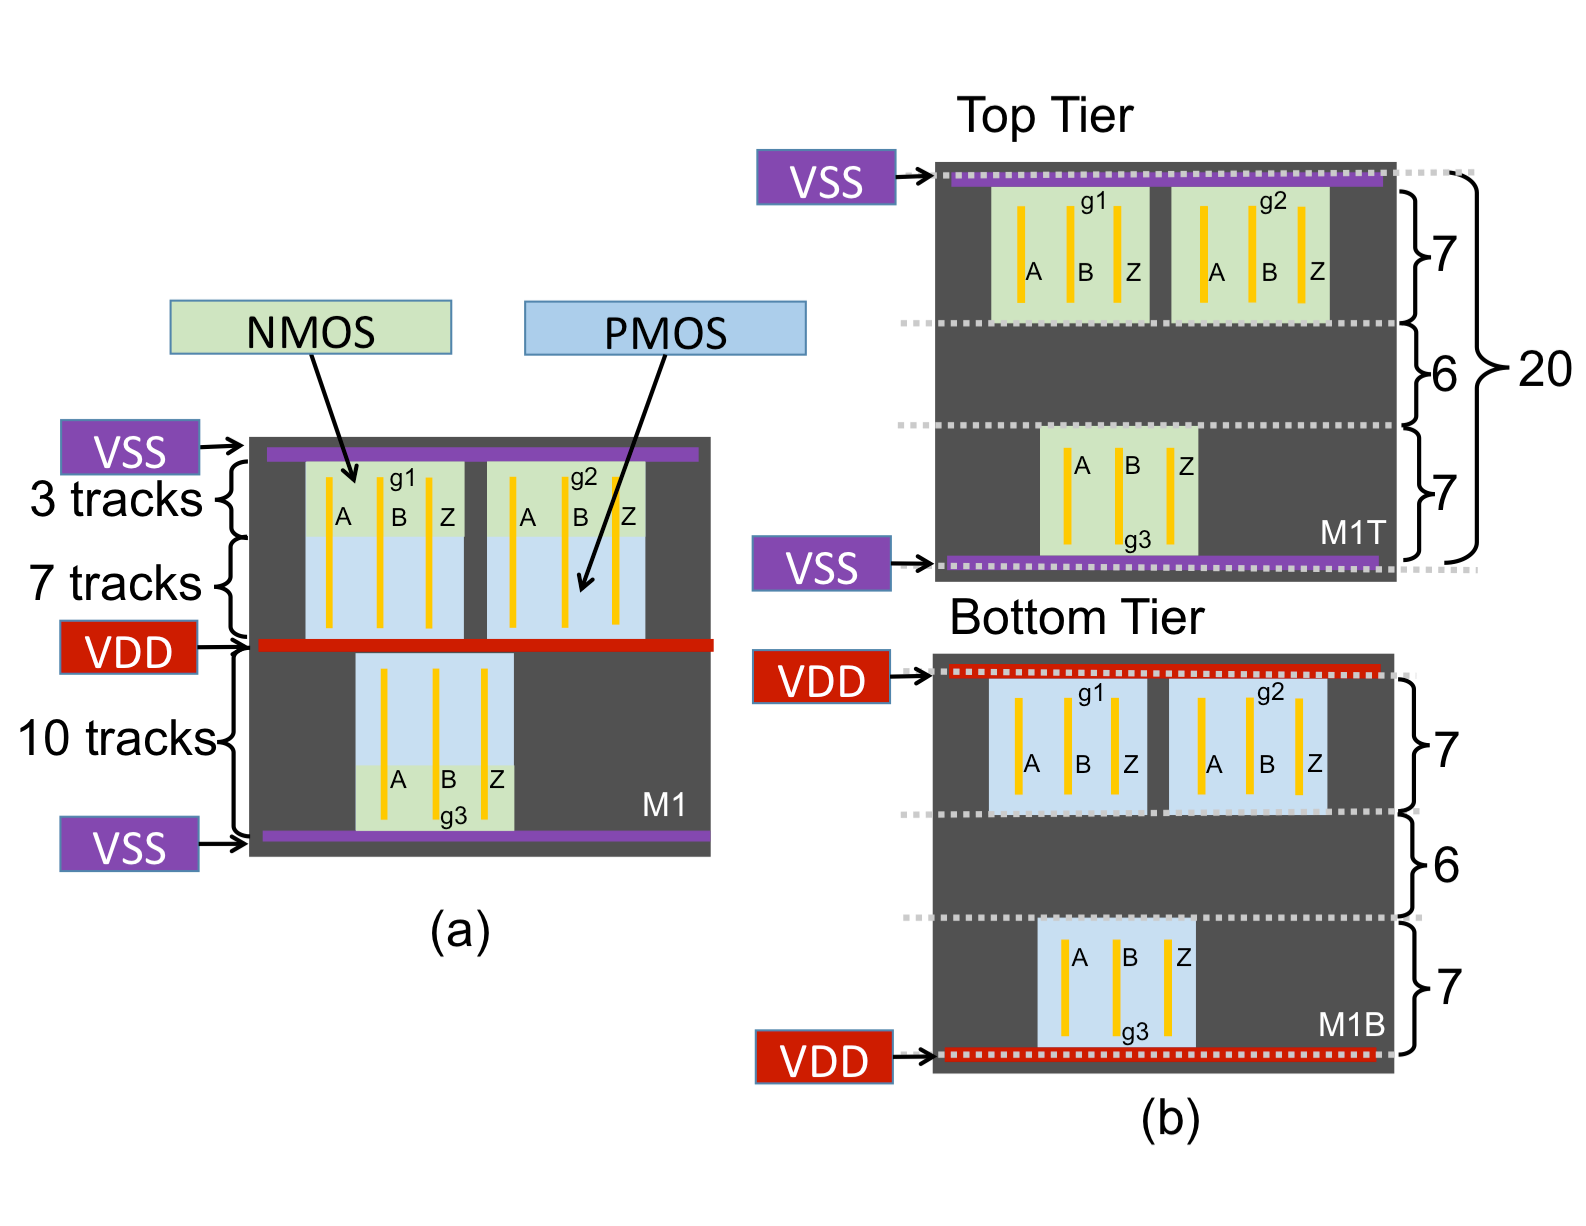 NMOS
PMOS
VSS
3 tracks
7 tracks
VDD
10 tracks
VSS
g1
A
B
Z
g2
A
B
Z
A
B
Z
g3
M1
(a)
Top Tier
VSS
g1
A
B
Z
g2
A
B
Z
7
6
20
A
B
Z
g3
7
M1T
VSS
Bottom Tier
VDD
g1
A
B
Z
g2
A
B
Z
7
6
A
B
Z
g3
7
M1B
VDD
(b)